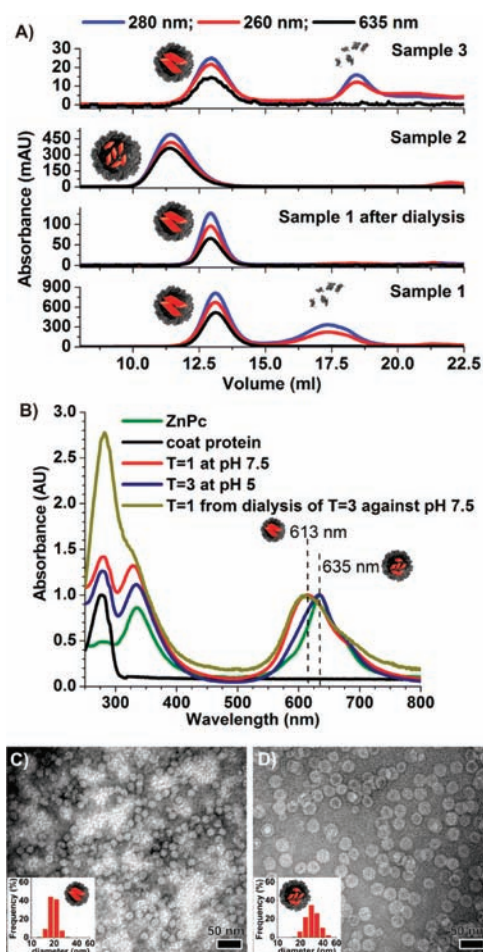 280 nm; 260 nm; 635 nm
A)
Sample 3
30
20
10
0
Sample 2
450
300
150
0
Sample 1 after dialysis
100
50
0
Sample 1
900
600
300
0
Absorbance (mAU)
10.0 12.5 15.0 17.5 20.0 22.5
Volume (ml)
B)
3.0
2.5
2.0
1.5
1.0
0.5
0.0
Absorbance (AU)
ZnPc
coat protein
T=1 at pH 7.5
T=3 at pH 5
T=1 from dialysis of T=3 against pH 7.5
613 nm
635 nm
300 400 500 600 700 800
Wavelength (nm)
C)
Frequency (%)
60
40
20
0
10 20 40 60
diameter (nm)
50 nm
D)
Frequency (%)
60
40
20
0
10 20 40 60
diameter (nm)
50 nm